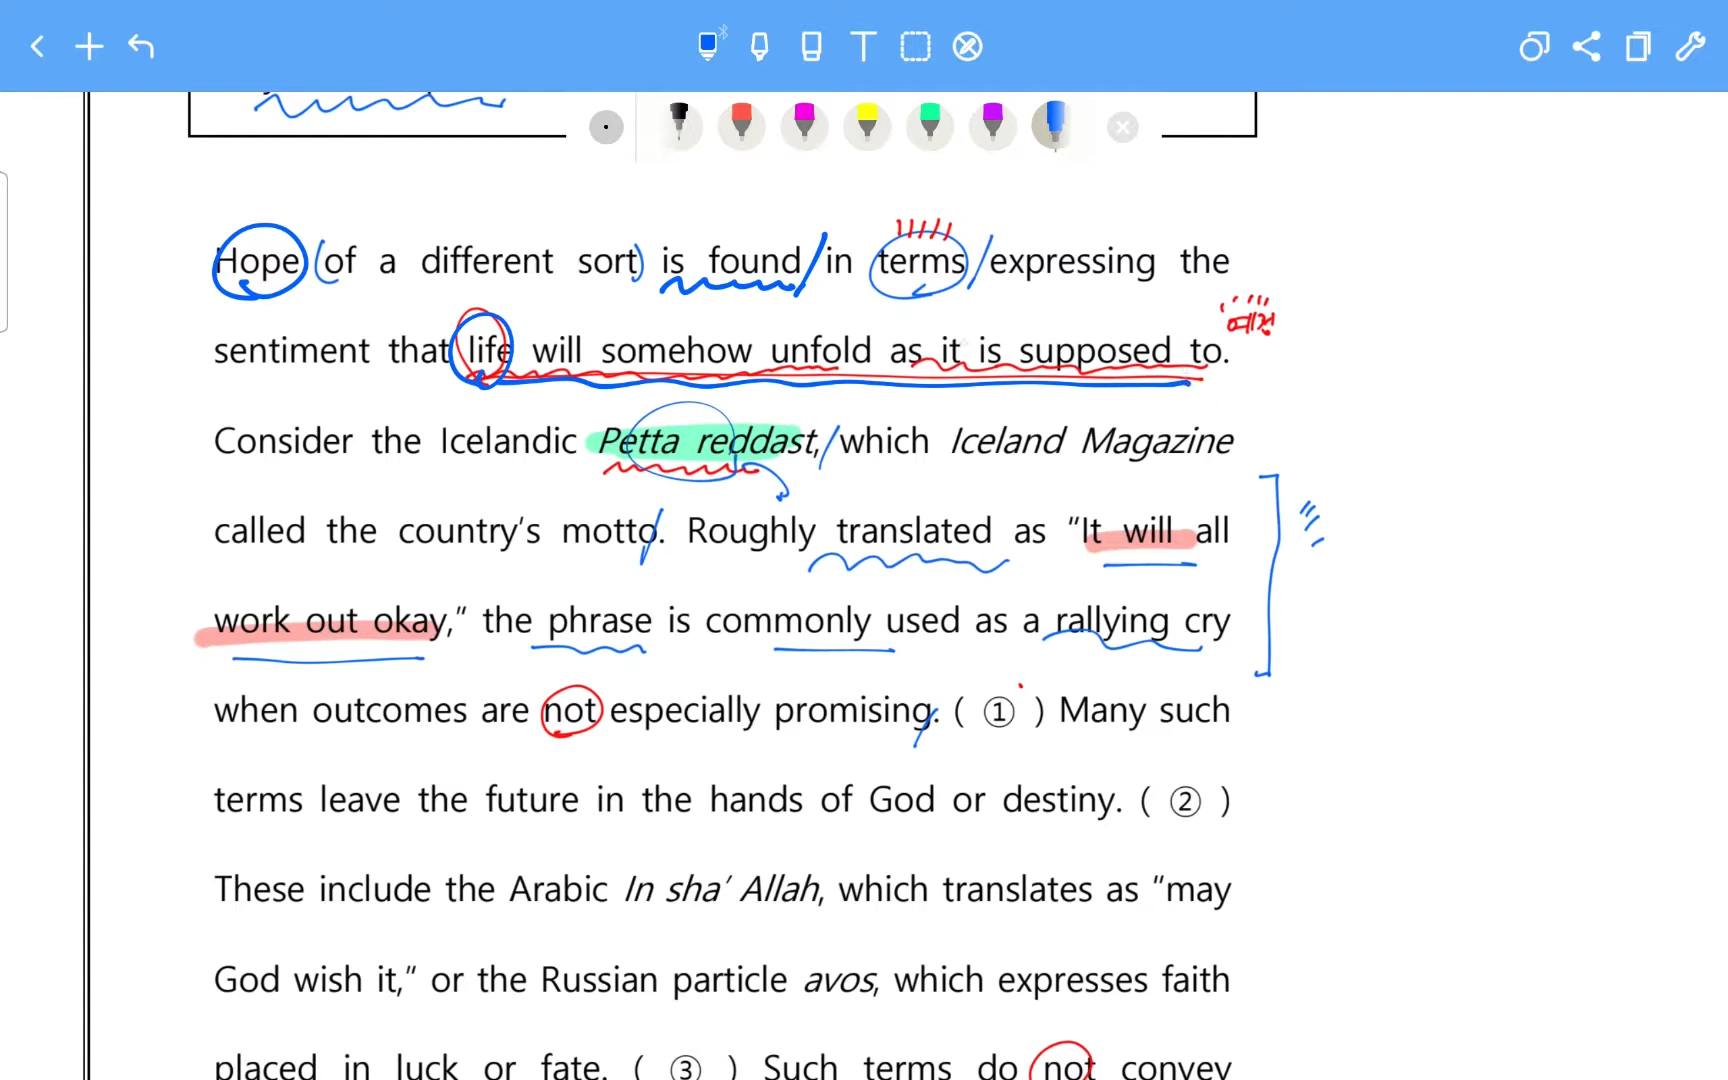 Hope of a different sort is found in terms expressing the
예정
sentiment that life will somehow unfold as it is supposed to.
Consider the Icelandic Petta reddast, which Iceland Magazine
called the country's motto. Roughly translated as "It will all
work out okay," the phrase is commonly used as a rallying cry
when outcomes are not especially promising. ( ① ) Many such
terms leave the future in the hands of God or destiny. ( ② )
These include the Arabic In sha' Allah, which translates as "may
God wish it," or the Russian particle avos, which expresses faith
placed in luck or fate. ( ③ ) Such terms do not convey